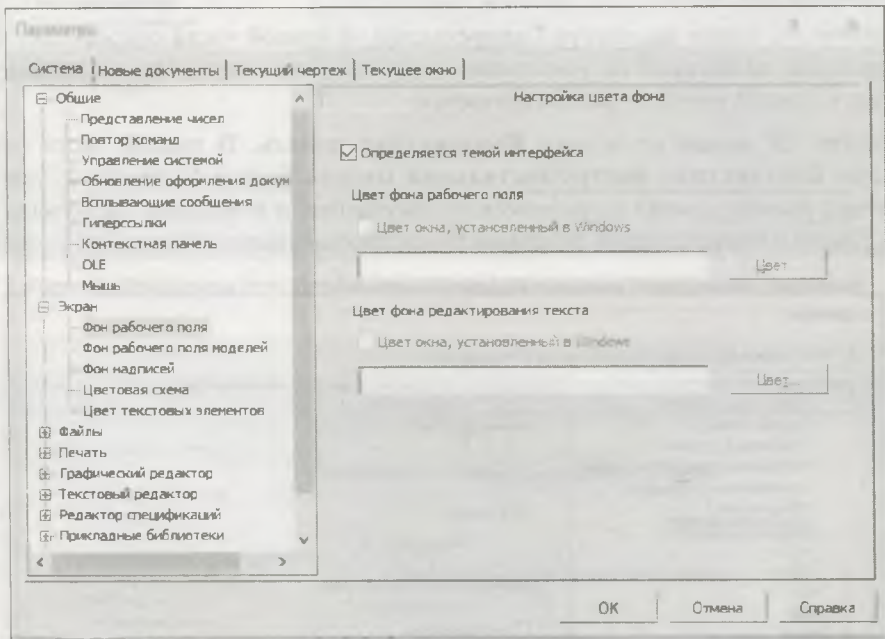 Параметры
Система
Новые документы
Текущий чертеж
Текущее окно
Общие
Представление чисел
Повтор команд
Управление системой
Обновление оформления докум
Всплывающие сообщения
Гиперссылки
Контекстная панель
OLE
Мышь
Экран
Фон рабочего поля
Фон рабочего поля моделей
Фон надписей
Цветовая схема
Цвет текстовых элементов
Файлы
Печать
Графический редактор
Текстовый редактор
Редактор спецификаций
Прикладные библиотеки
Настройка цвета фона
Определяется темой интерфейса
Цвет фона рабочего поля
Цвет окна, установленный в Windows
Цвет...
Цвет фона редактирования текста
Цвет окна, установленный в Windows
Цвет...
OK
Отмена
Справка